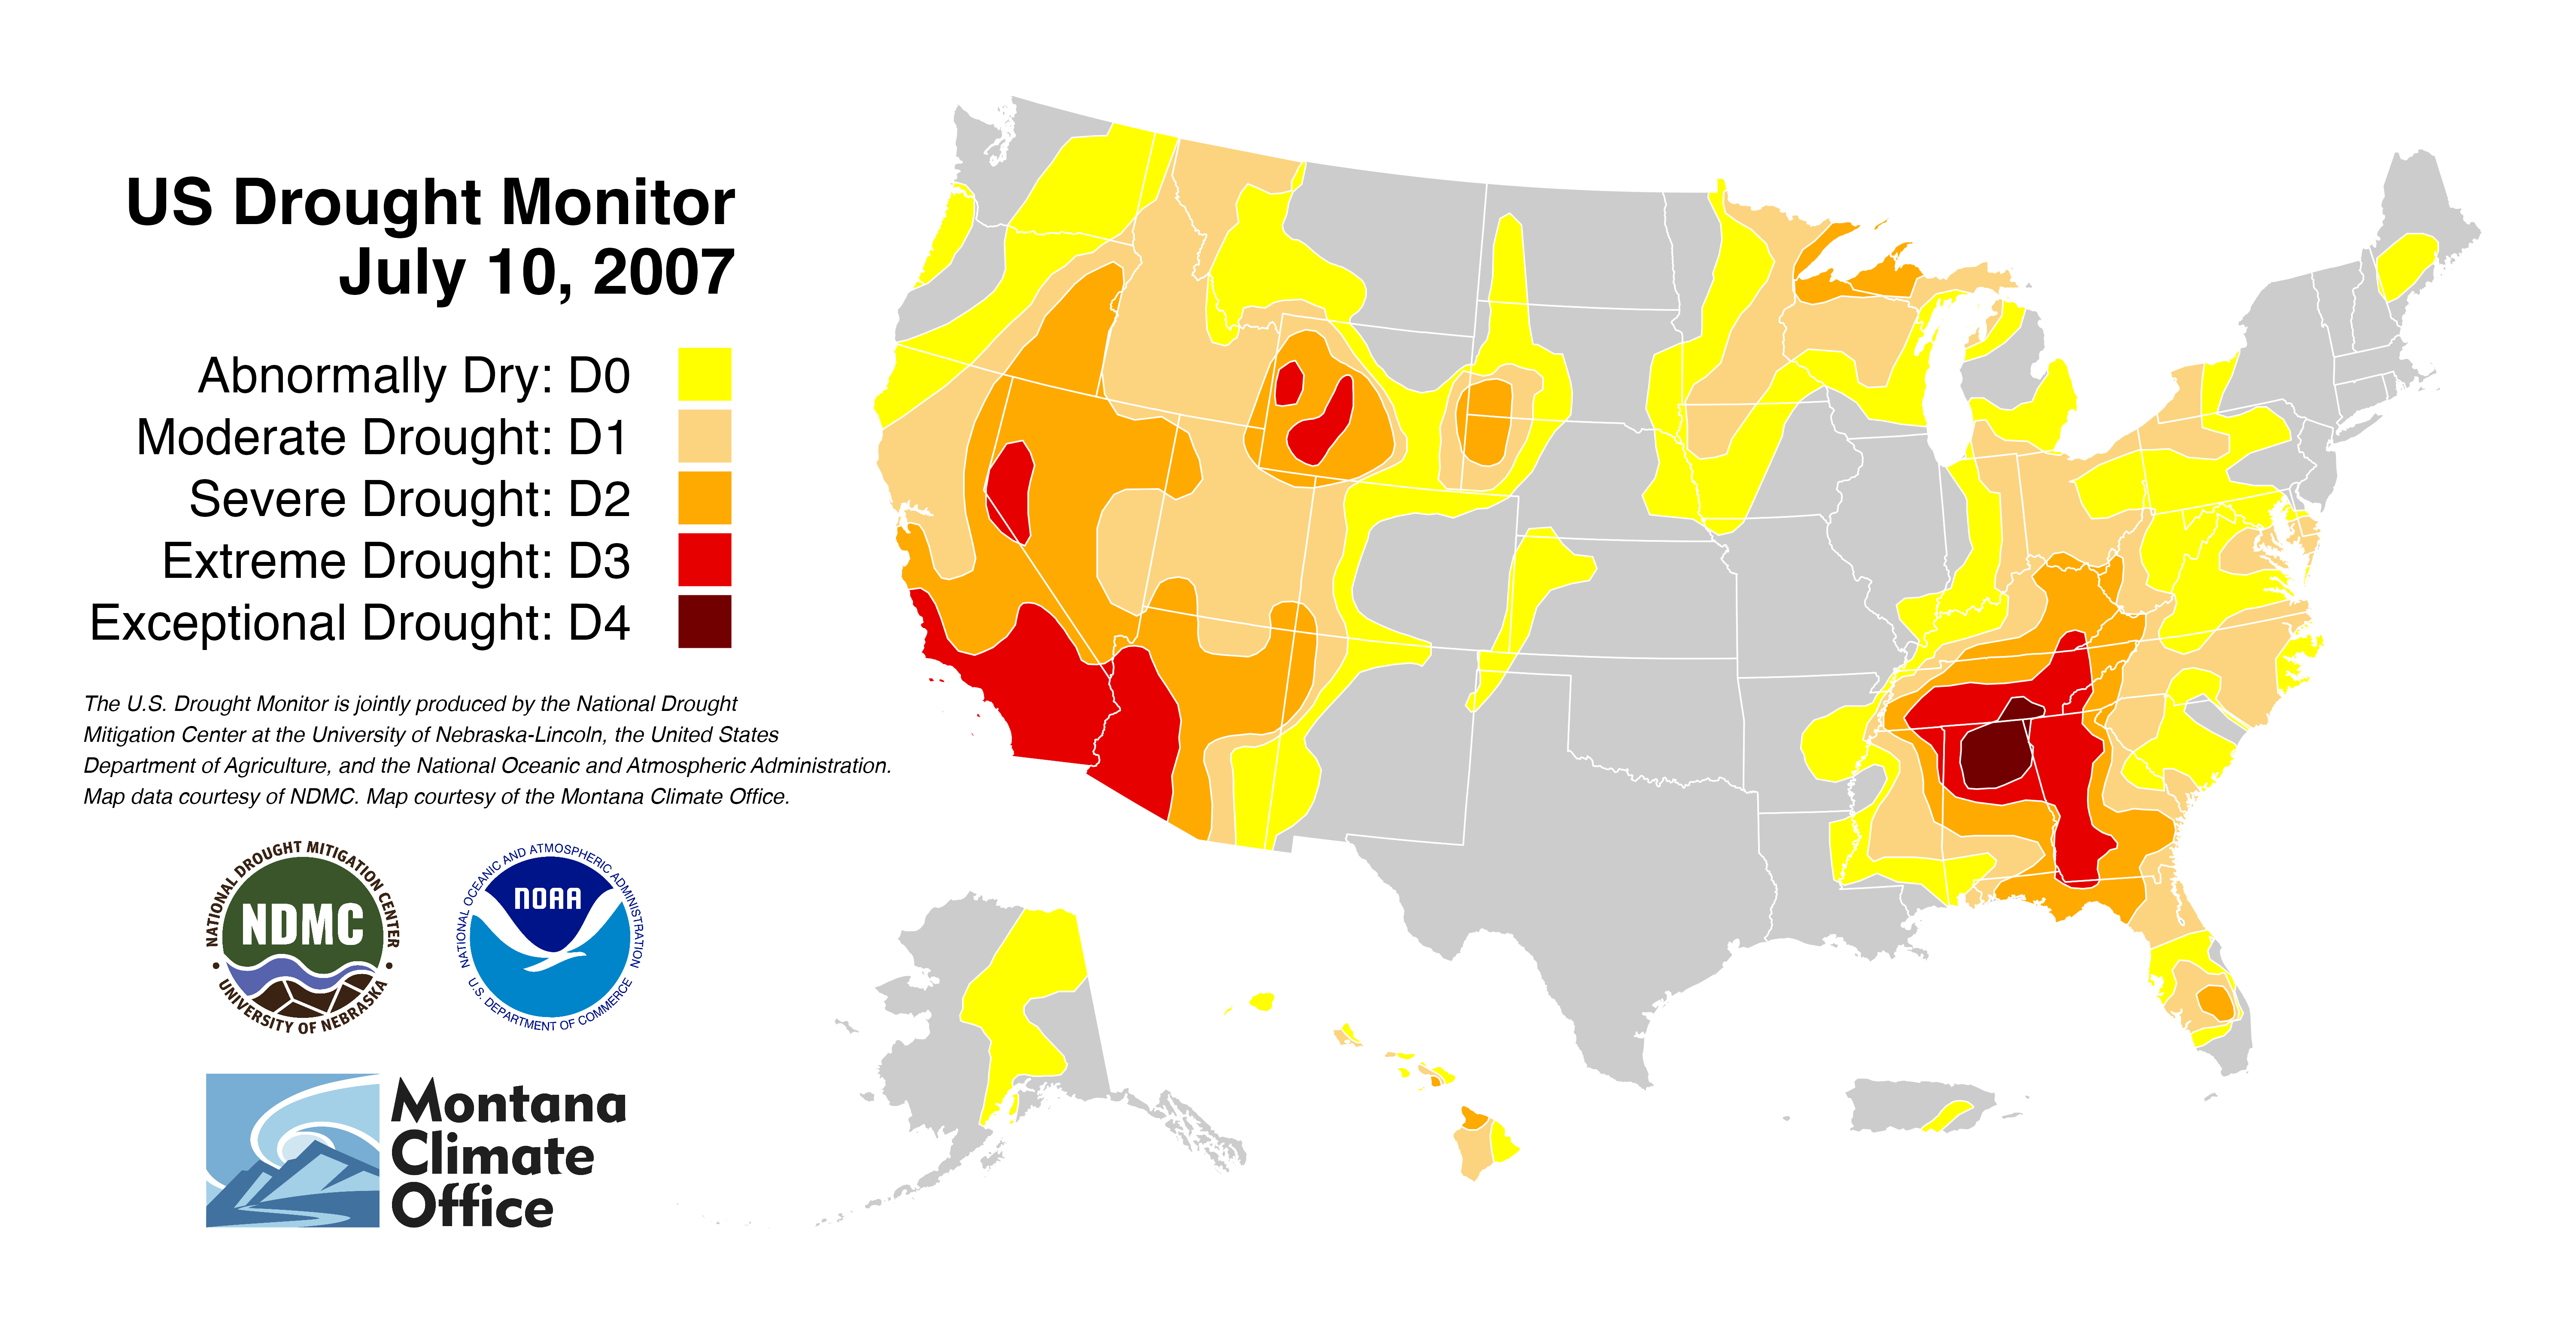 US Drought Monitor
July 10, 2007
Abnormally Dry: D0
Moderate Drought: D1
Severe Drought: D2
Extreme Drought: D3
Exceptional Drought: D4
The U.S. Drought Monitor is jointly produced by the National Drought
Mitigation Center at the University of Nebraska-Lincoln, the United States
Department of Agriculture, and the National Oceanic and Atmospheric Administration.
Map data courtesy of NDMC. Map courtesy of the Montana Climate Office.
NATIONAL DROUGHT MITIGATION CENTER
NDMC
• UNIVERSITY OF NEBRASKA •
NATIONAL OCEANIC AND ATMOSPHERIC ADMINISTRATION
NOAA
U.S. DEPARTMENT OF COMMERCE
Montana
Climate
Office